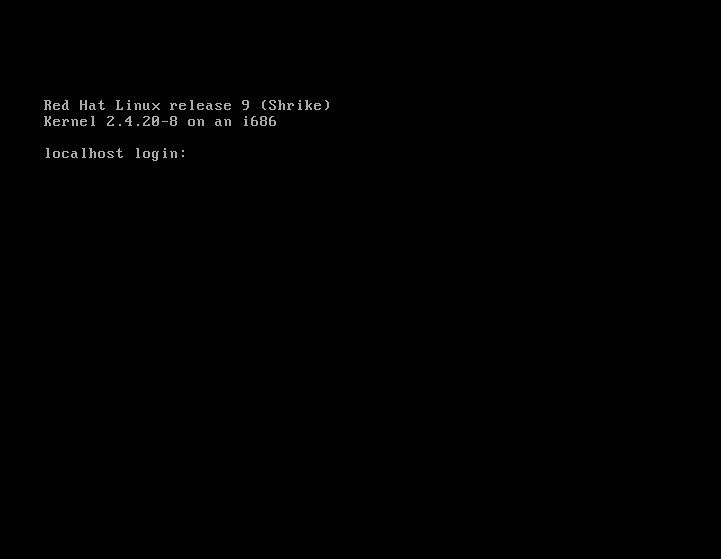 Red Hat Linux release 9 (Shrike)
Kernel 2.4.20-8 on an i686
localhost login: